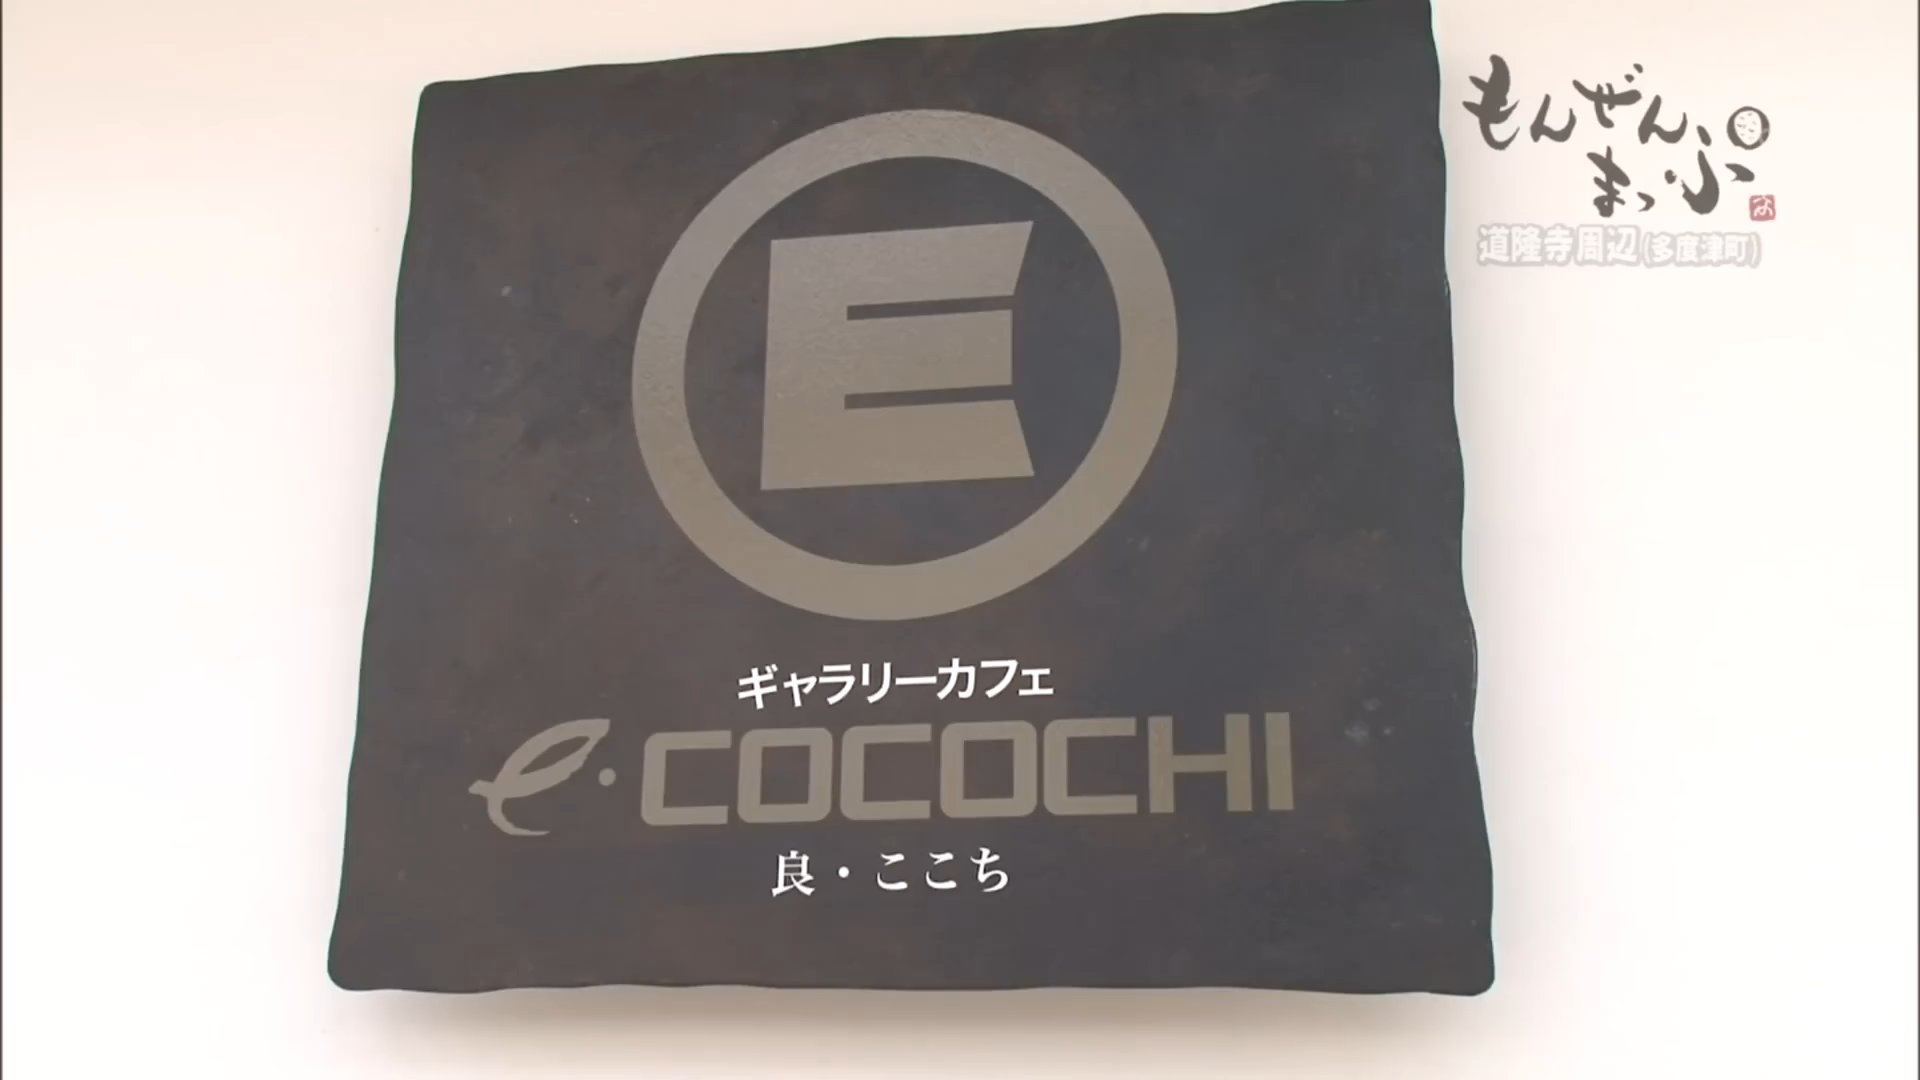 E
ギャラリーカフェ
e・COCOCHI
良・ここち
もんぜん
まっぷ
道隆寺周辺(多度津町)